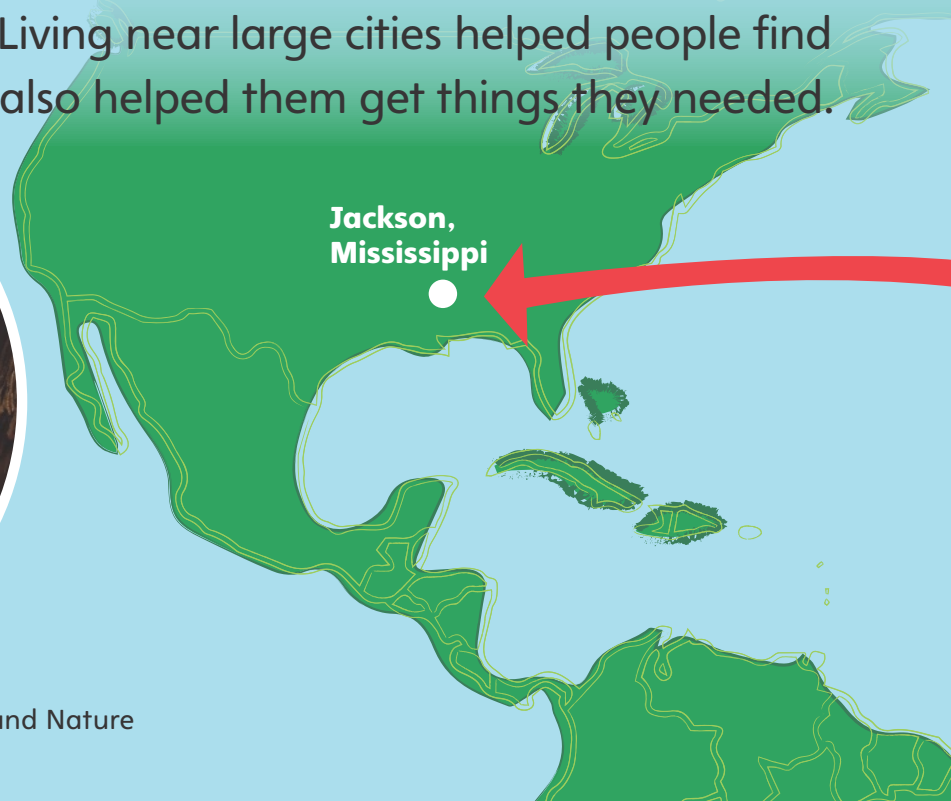 Living near large cities helped people find
also helped them get things they needed.
Jackson,
Mississippi
and Nature